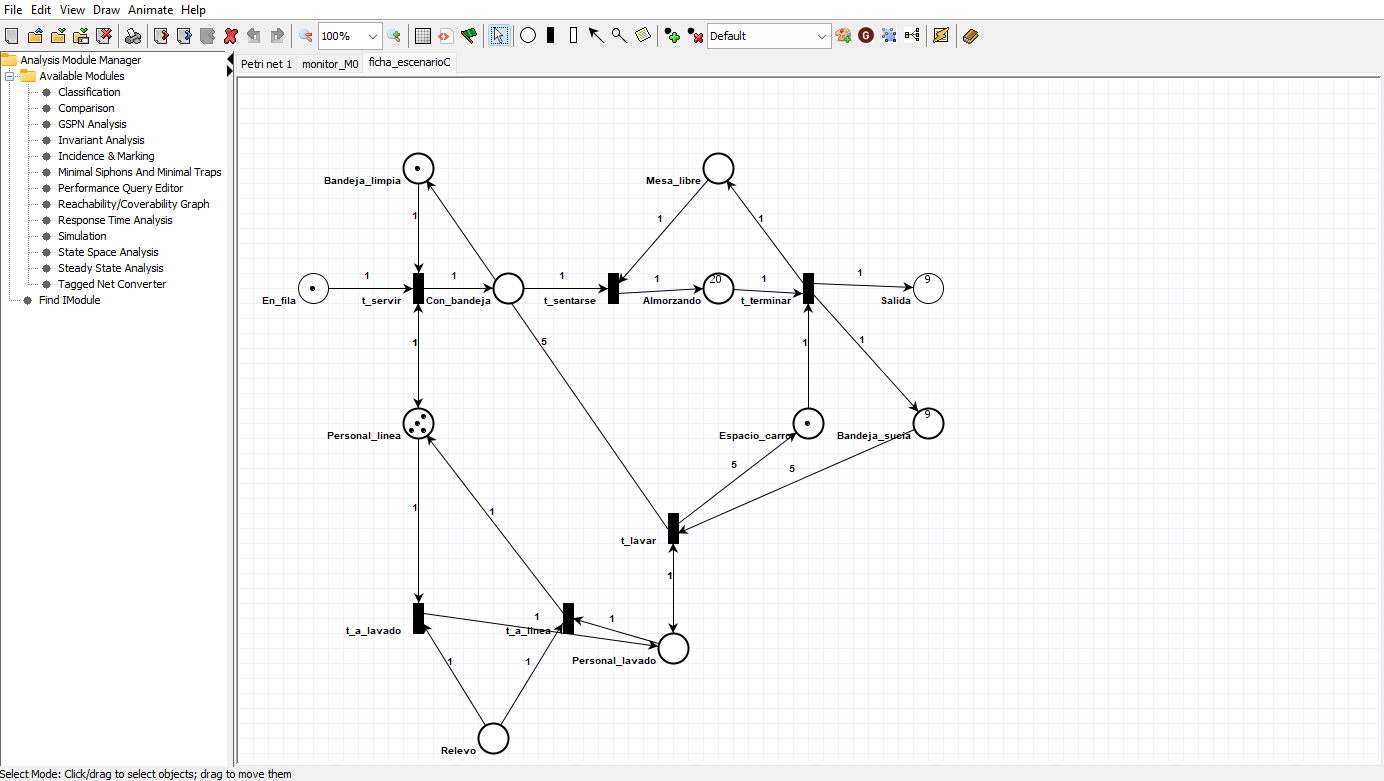 File Edit View Draw Animate Help
100%
Default
Analysis Module Manager
Available Modules
Classification
Comparison
GSPN Analysis
Invariant Analysis
Incidence & Marking
Minimal Siphons And Minimal Traps
Performance Query Editor
Reachability/Coverability Graph
Response Time Analysis
Simulation
State Space Analysis
Steady State Analysis
Tagged Net Converter
Find IModule
Petri net 1 monitor_M0 ficha_escenarioC
Bandeja_limpia
Mesa_libre
1
1
1
1
1
1
1
1
1
20
9
En_fila
t_servir
Con_bandeja
t_sentarse
Almorzando
t_terminar
Salida
1
5
1
1
9
Personal_linea
Espacio_carro
Bandeja_sucia
5
5
1
1
t_lavar
1
1
1
t_a_lavado
t_a_linea
Personal_lavado
1
1
Relevo
G
Select Mode: Click/drag to select objects; drag to move them